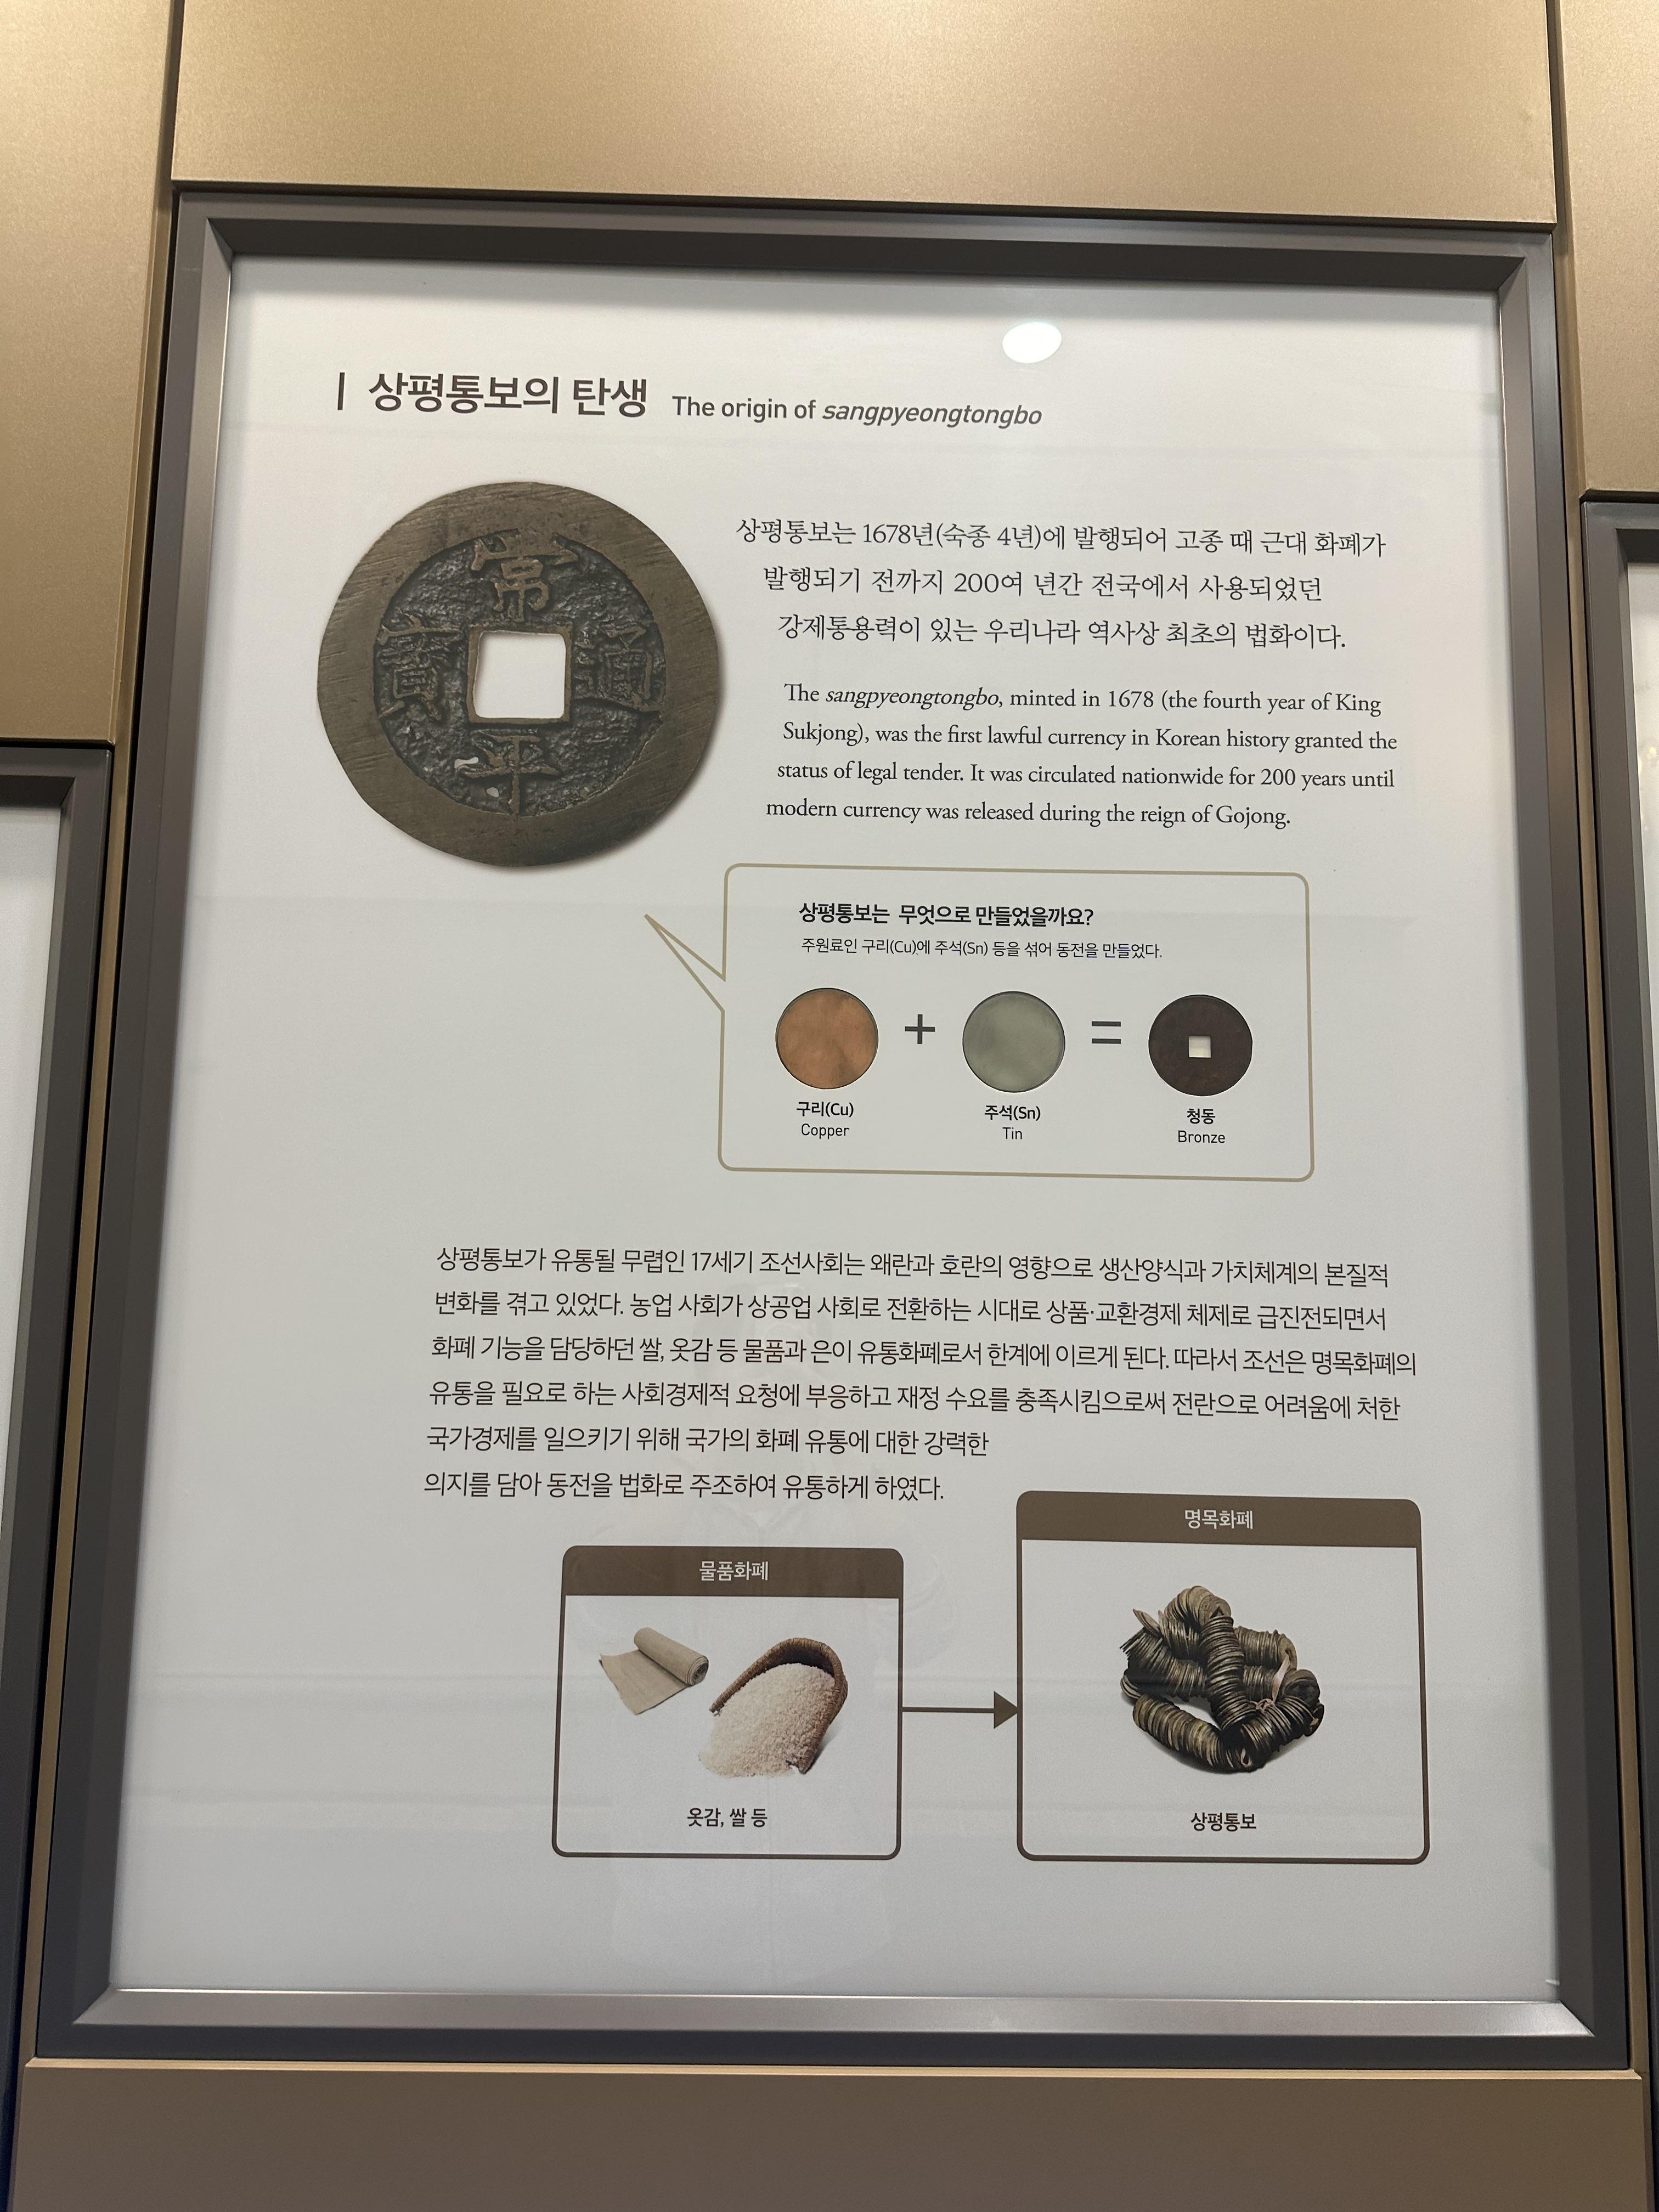 상평통보의 탄생 The origin of sangpyeongtongbo
常
寶 通
平
상평통보는 1678년(숙종 4년)에 발행되어 고종 때 근대 화폐가
발행되기 전까지 200여 년간 전국에서 사용되었던
강제통용력이 있는 우리나라 역사상 최초의 법화이다.
The sangpyeongtongbo, minted in 1678 (the fourth year of King
Sukjong), was the first lawful currency in Korean history granted the
status of legal tender. It was circulated nationwide for 200 years until
modern currency was released during the reign of Gojong.
상평통보는 무엇으로 만들었을까요?
주원료인 구리(Cu)에 주석(Sn) 등을 섞어 동전을 만들었다.
+ =
구리(Cu) 주석(Sn) 청동
Copper Tin Bronze
상평통보가 유통될 무렵인 17세기 조선사회는 왜란과 호란의 영향으로 생산양식과 가치체계의 본질적
변화를 겪고 있었다. 농업 사회가 상공업 사회로 전환하는 시대로 상품·교환경제 체제로 급진전되면서
화폐 기능을 담당하던 쌀, 옷감 등 물품과 은이 유통화폐로서 한계에 이르게 된다. 따라서 조선은 명목화폐의
유통을 필요로 하는 사회경제적 요청에 부응하고 재정 수요를 충족시킴으로써 전란으로 어려움에 처한
국가경제를 일으키기 위해 국가의 화폐 유통에 대한 강력한
의지를 담아 동전을 법화로 주조하여 유통하게 하였다.
물품화폐
옷감, 쌀 등
명목화폐
상평통보